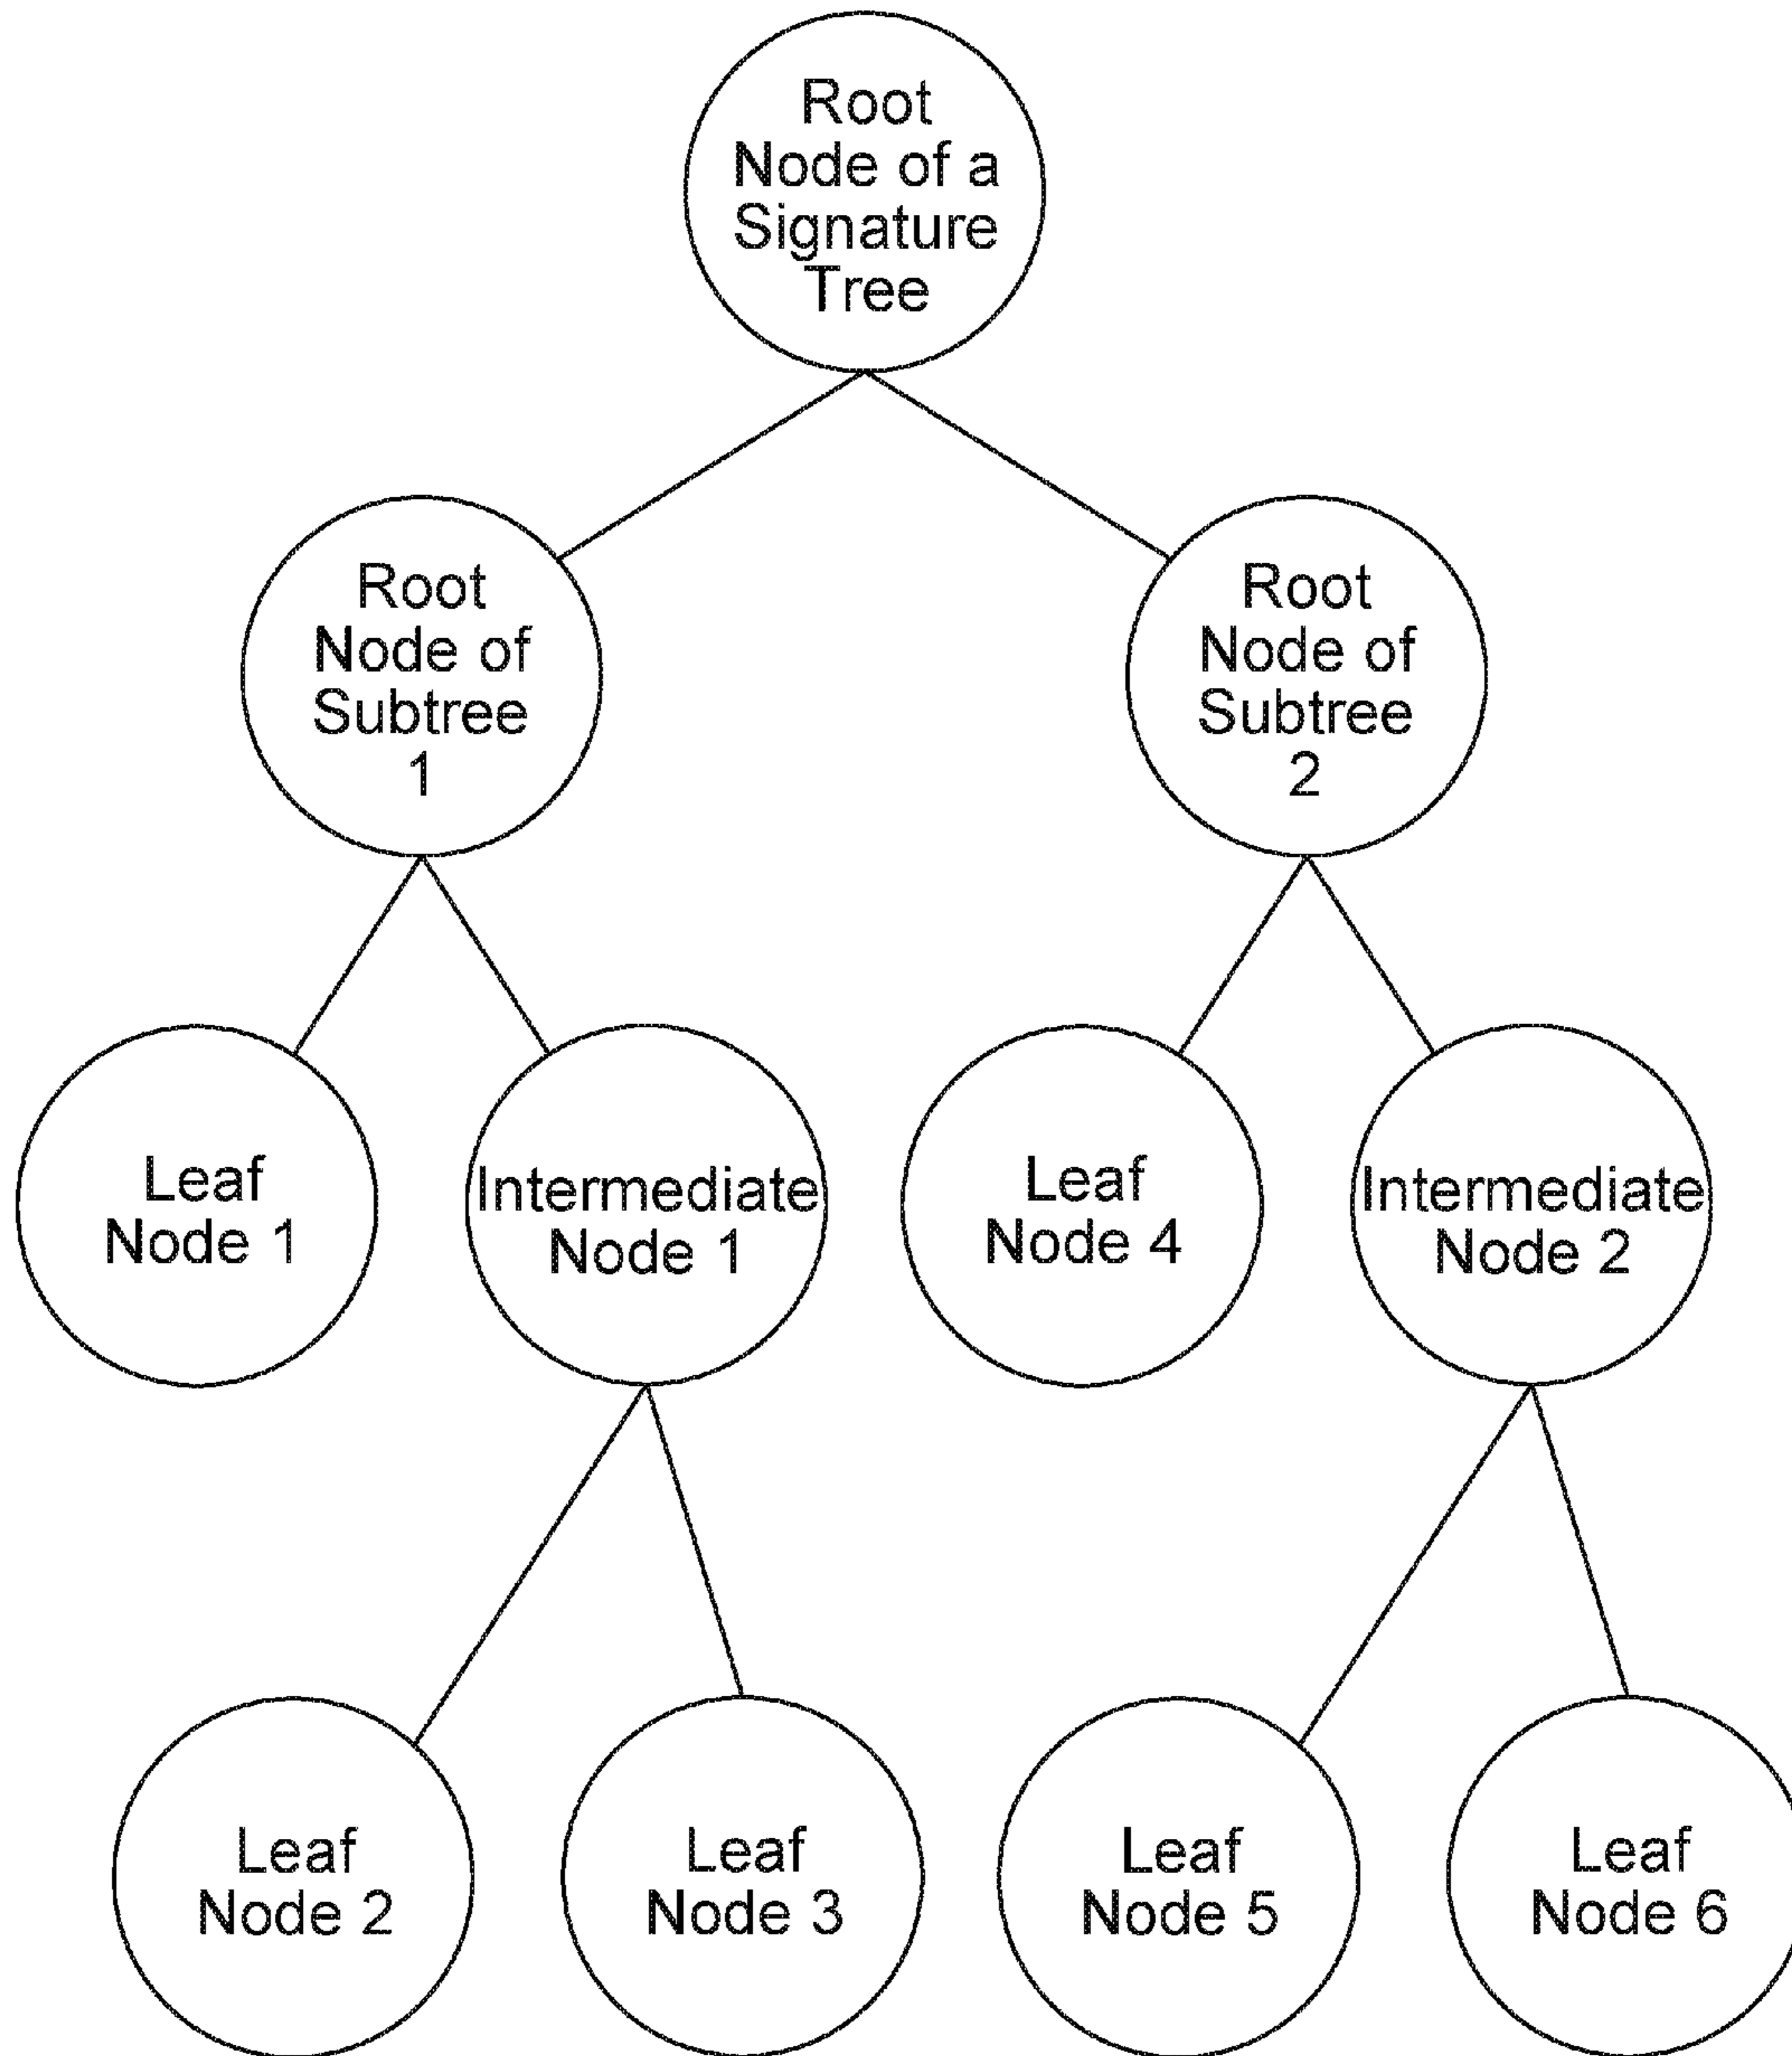 Root
Node of a
Signature
Tree
Root
Node of
Subtree
1
Root
Node of
Subtree
2
Leaf
Node 1
Intermediate
Node 1
Leaf
Node 4
Intermediate
Node 2
Leaf
Node 2
Leaf
Node 3
Leaf
Node 5
Leaf
Node 6